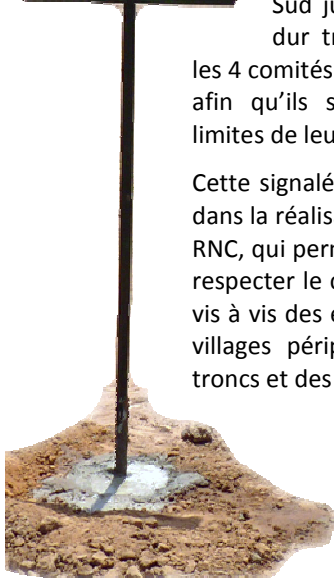 Sud ju
dur tr
les 4 comités
afin qu'ils s
limites de leu
Cette signalé
dans la réalis
RNC, qui perr
respecter le c
vis à vis des e
villages périp
troncs et des